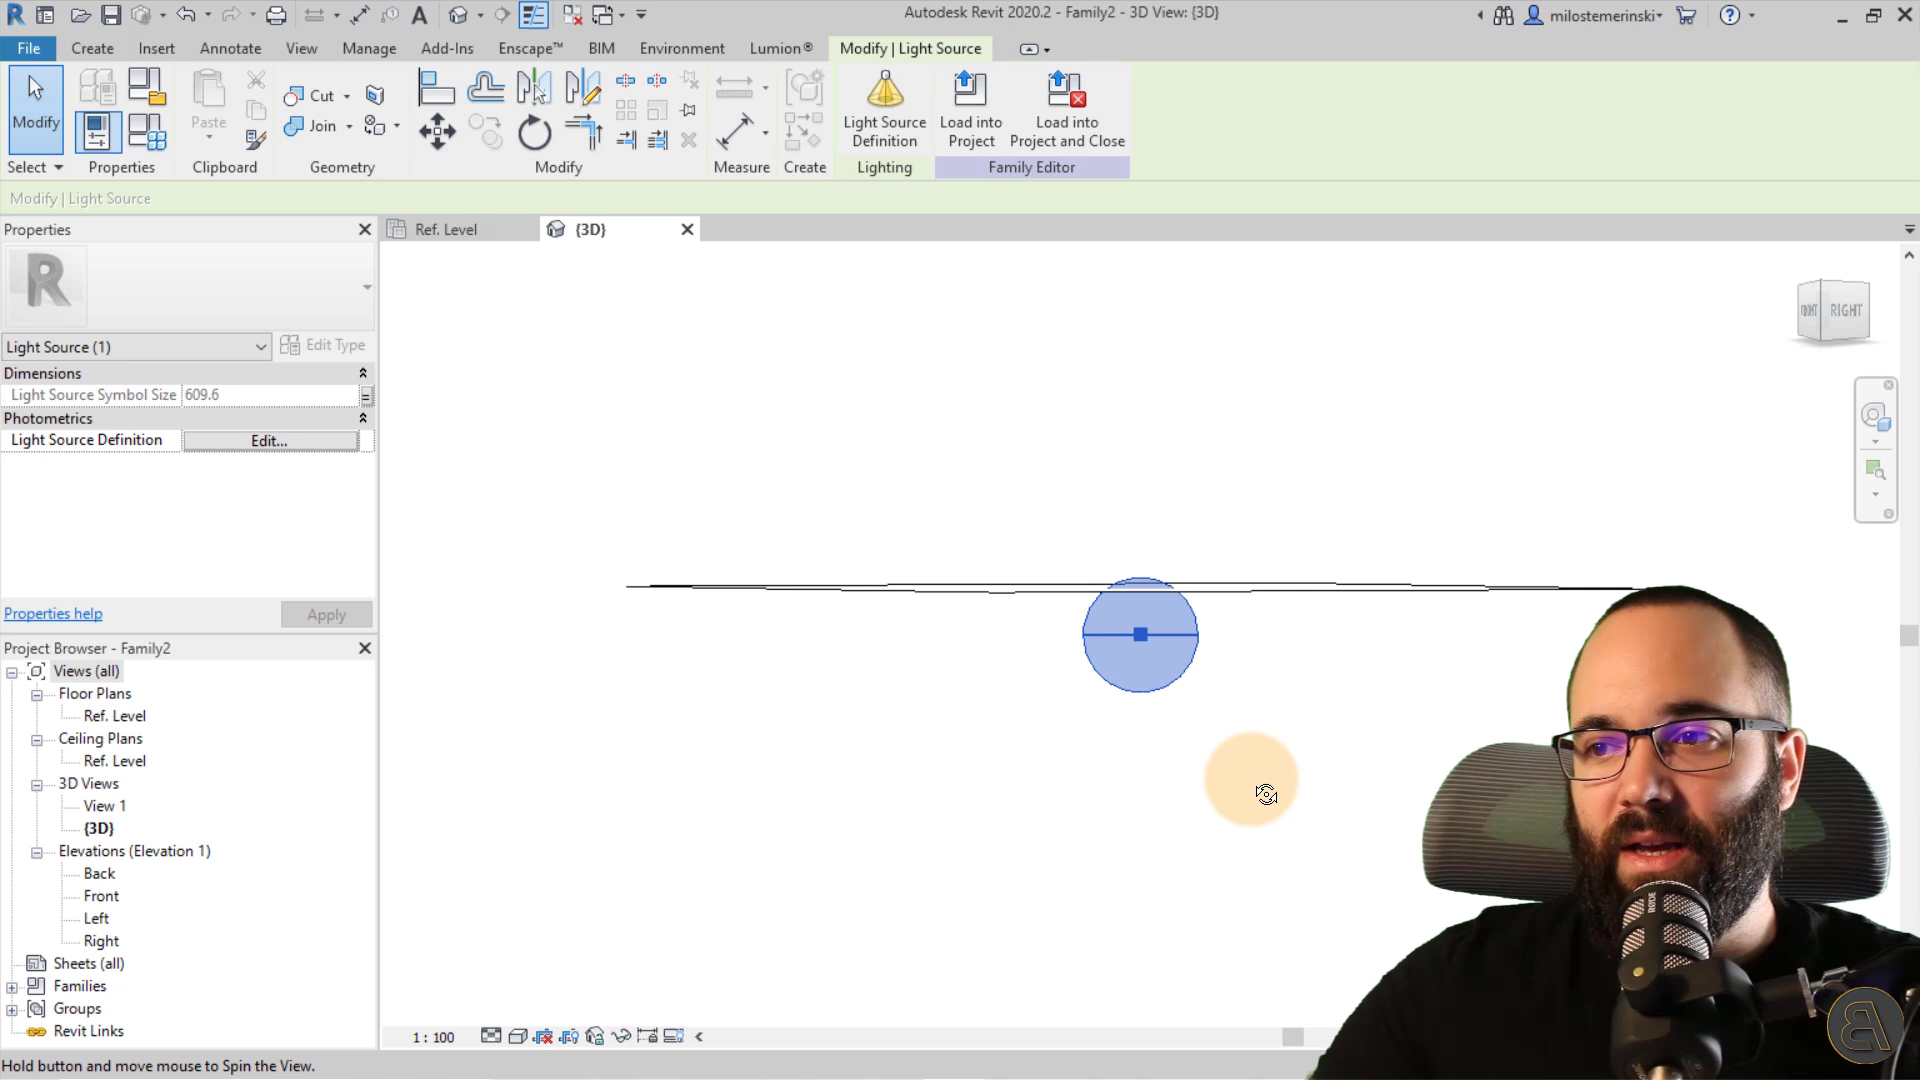 Autodesk Revit 2020.2 - Family2 - 3D View: {3D}
milostemerinski
File Create Insert Annotate View Manage Add-Ins Enscape™ BIM Environment Lumion® Modify | Light Source
Modify
Paste
Cut
Join
Light Source Definition
Load into Project
Load into Project and Close
Select Properties Clipboard Geometry Modify Measure Create Lighting Family Editor
Modify | Light Source
Properties
Ref. Level
{3D}
R
Light Source (1)
Edit Type
Dimensions
Light Source Symbol Size 609.6
=
Photometrics
Light Source Definition Edit...
Properties help
Apply
FRONT RIGHT
Project Browser - Family2
Views (all)
Floor Plans
Ref. Level
Ceiling Plans
Ref. Level
3D Views
View 1
{3D}
Elevations (Elevation 1)
Back
Front
Left
Right
Sheets (all)
Families
Groups
Revit Links
1 : 100
RØDE
Hold button and move mouse to Spin the View.